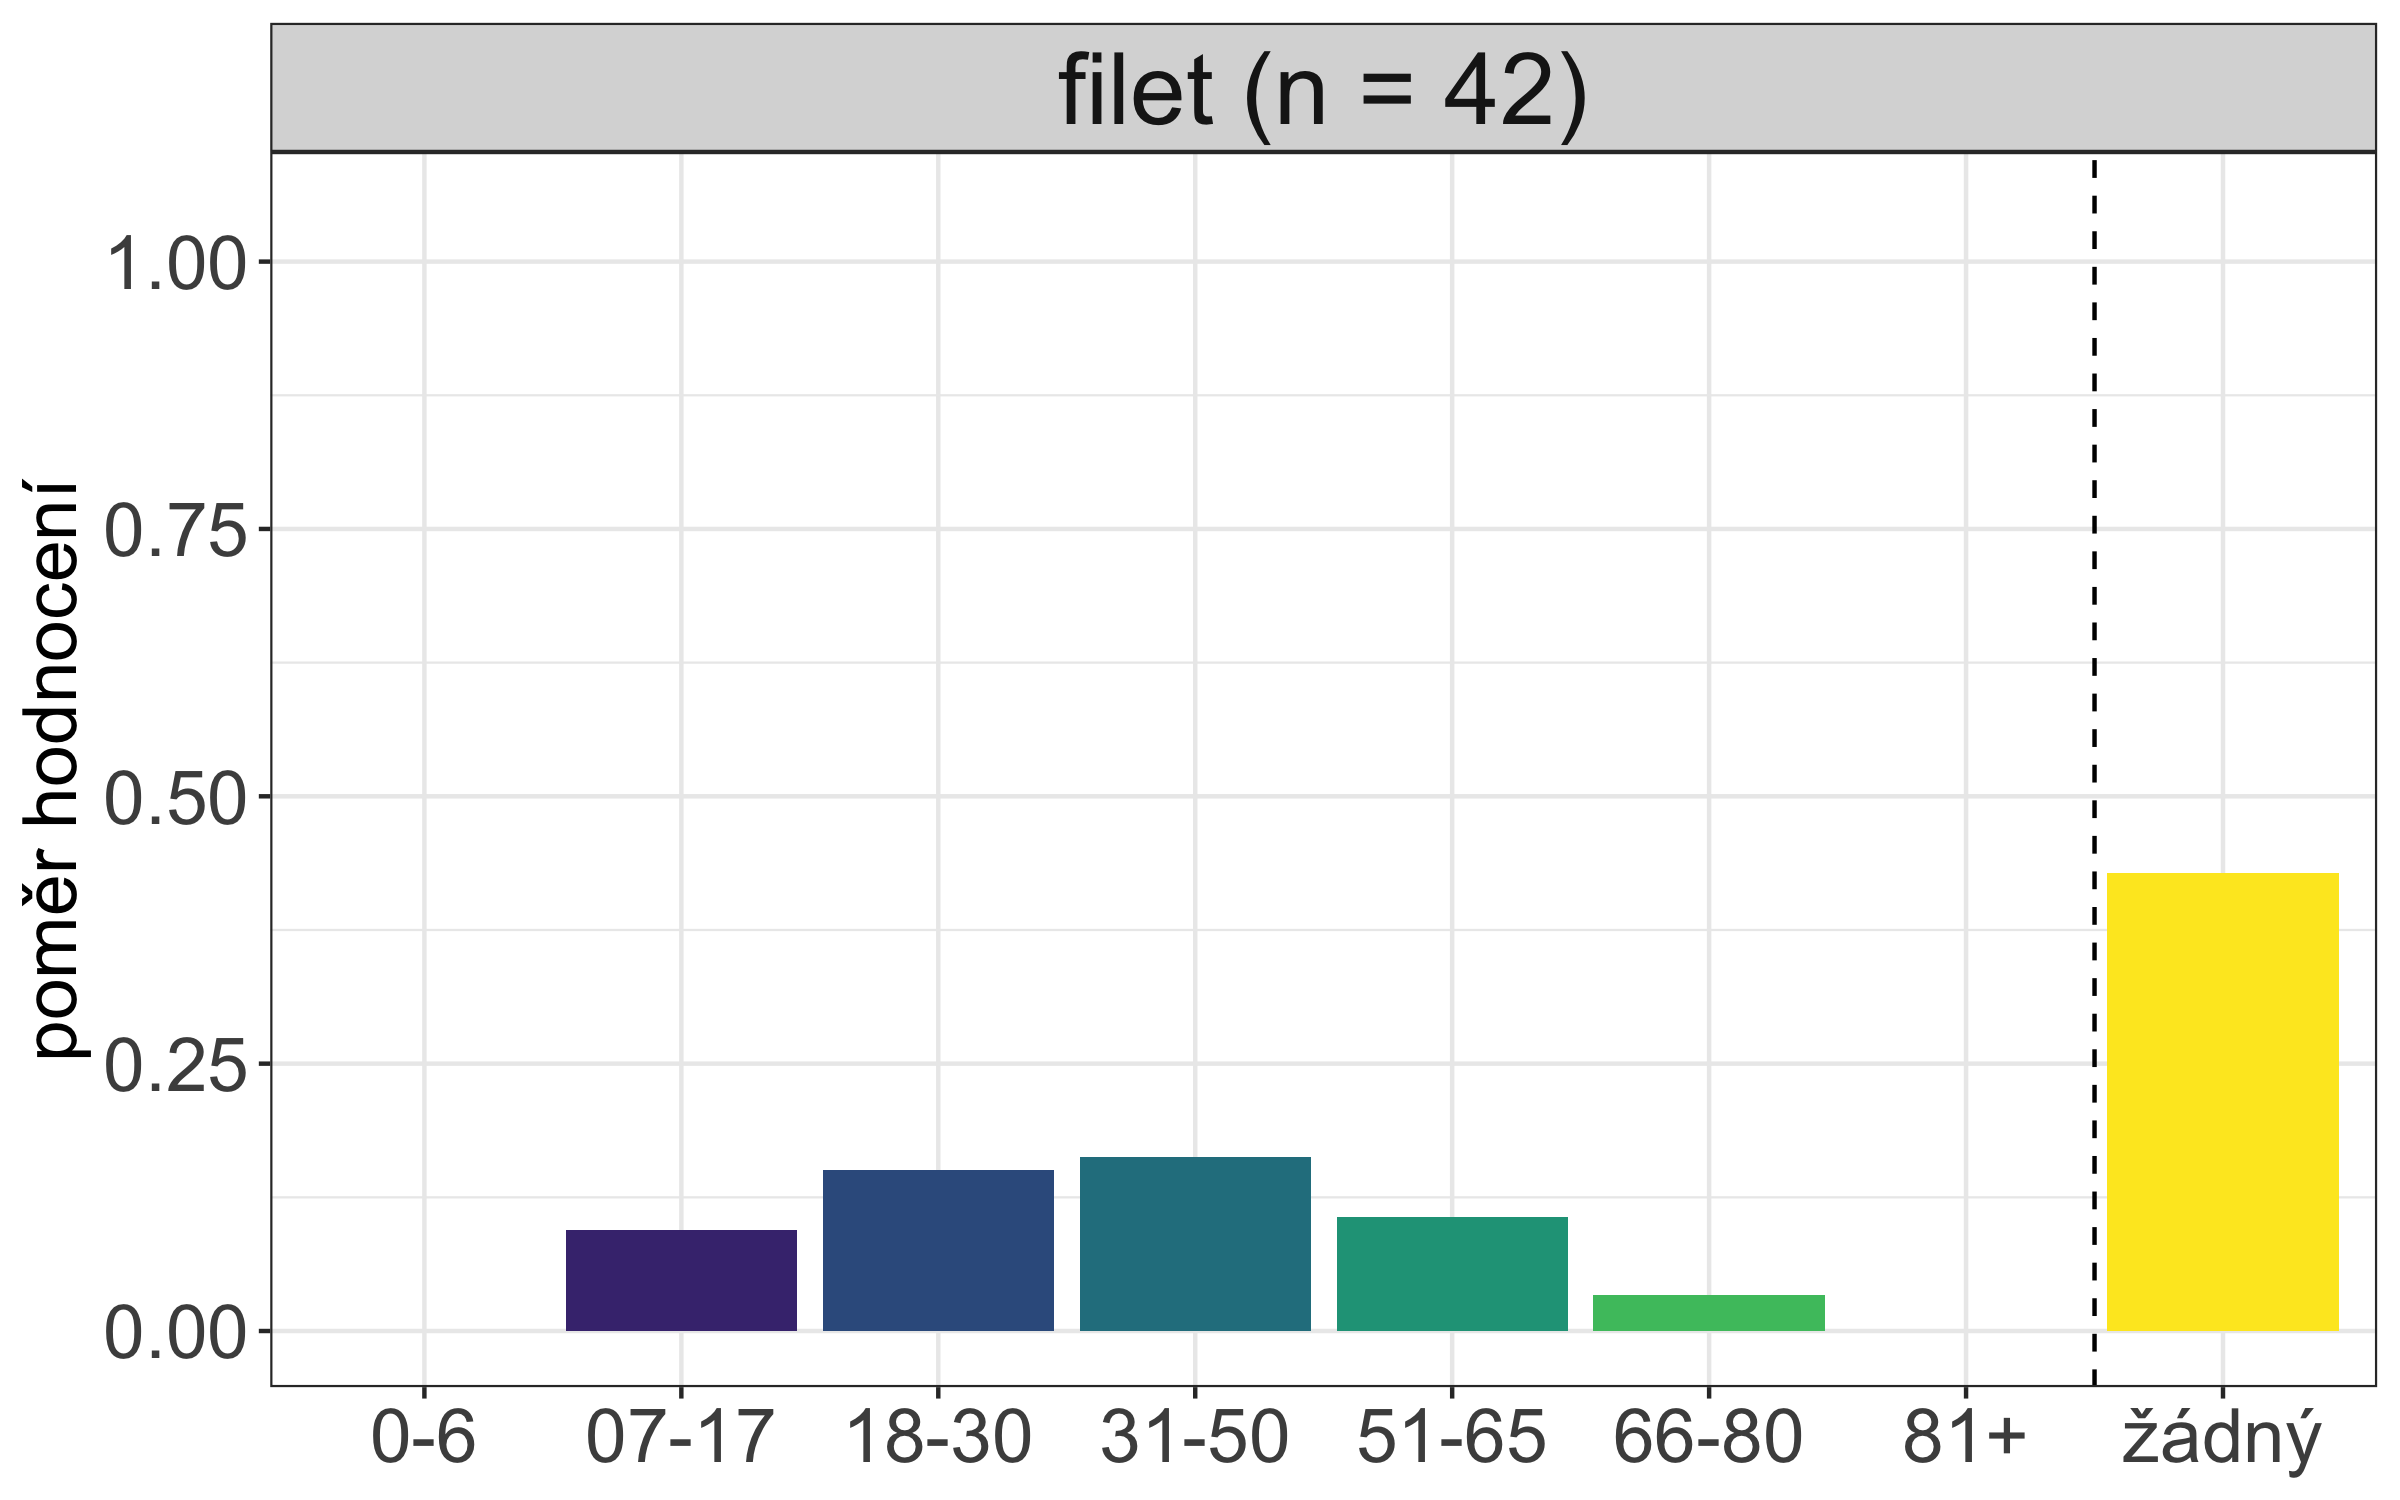 filet (n = 42)
poměr hodnocení
1.00
0.75
0.50
0.25
0.00
0-6 07-17 18-30 31-50 51-65 66-80 81+ žádný